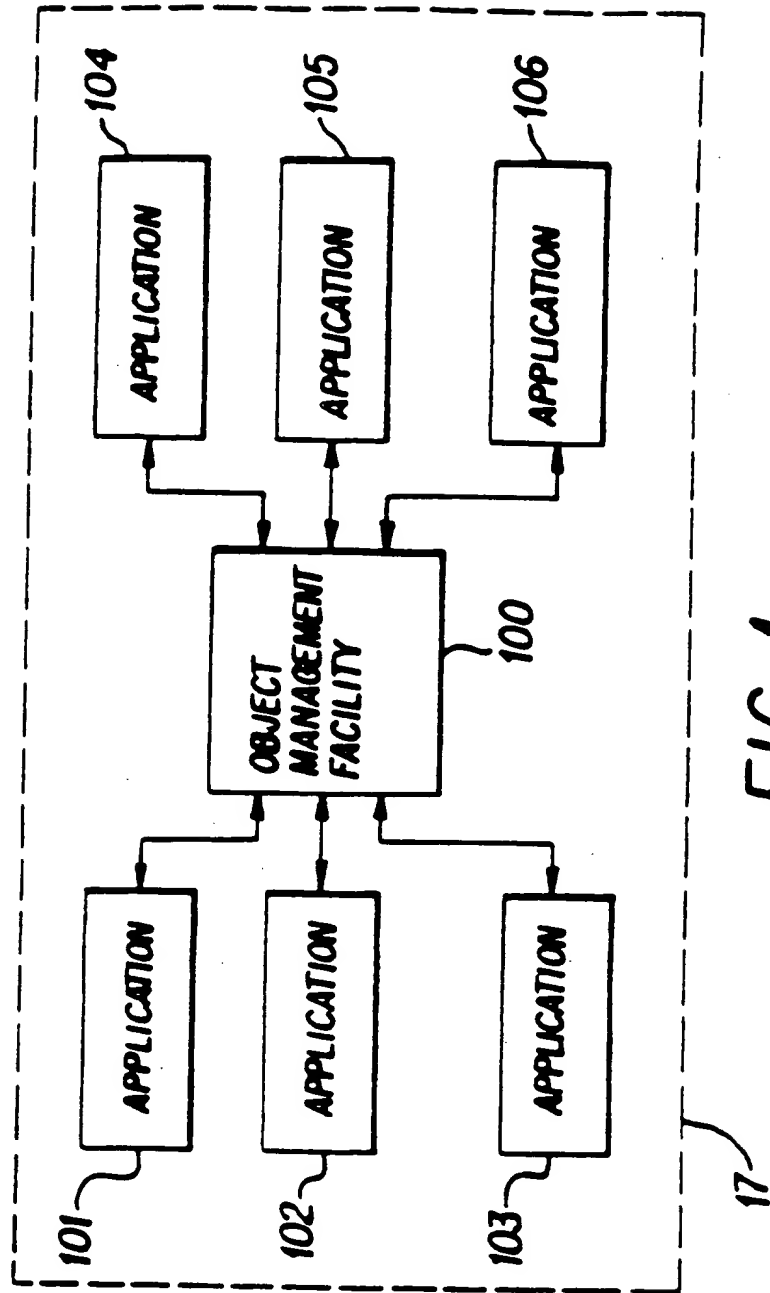 101
APPLICATION
102
APPLICATION
103
APPLICATION
OBJECT
MANAGEMENT
FACILITY
100
APPLICATION
104
APPLICATION
105
APPLICATION
106
17